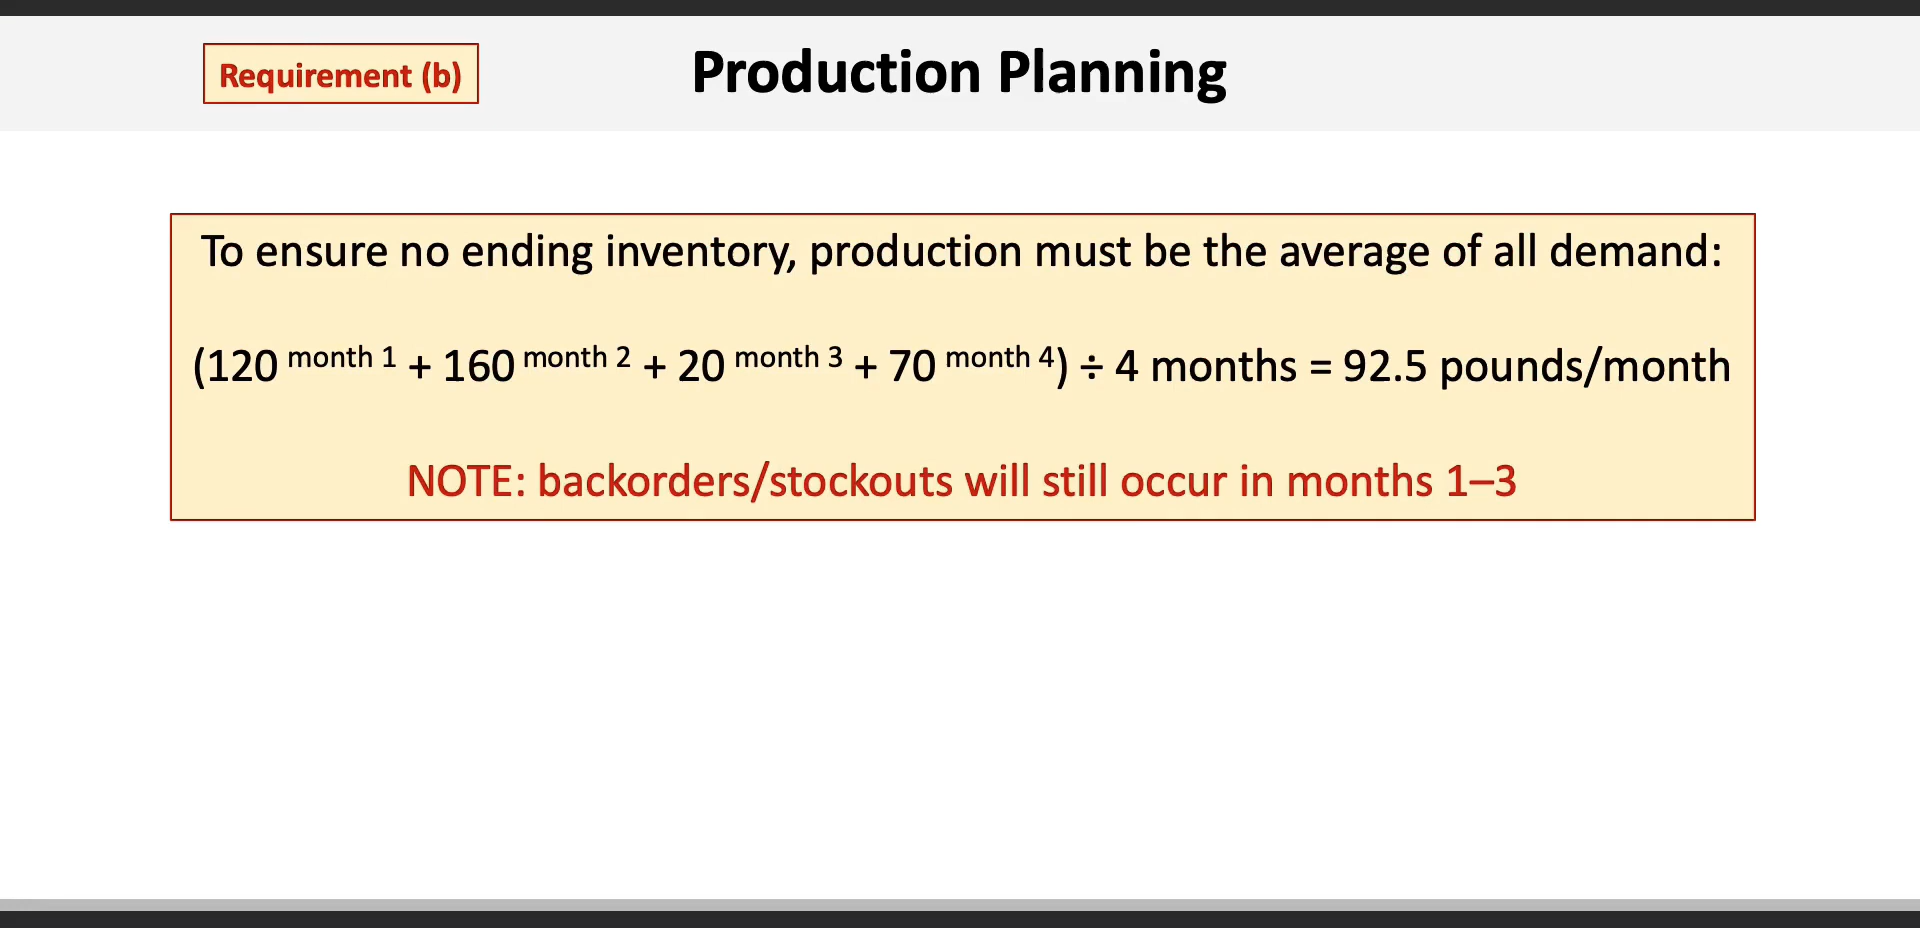 Requirement (b)
Production Planning
To ensure no ending inventory, production must be the average of all demand:
(120 month 1 + 160 month 2 + 20 month 3 + 70 month 4) ÷ 4 months = 92.5 pounds/month
NOTE: backorders/stockouts will still occur in months 1–3